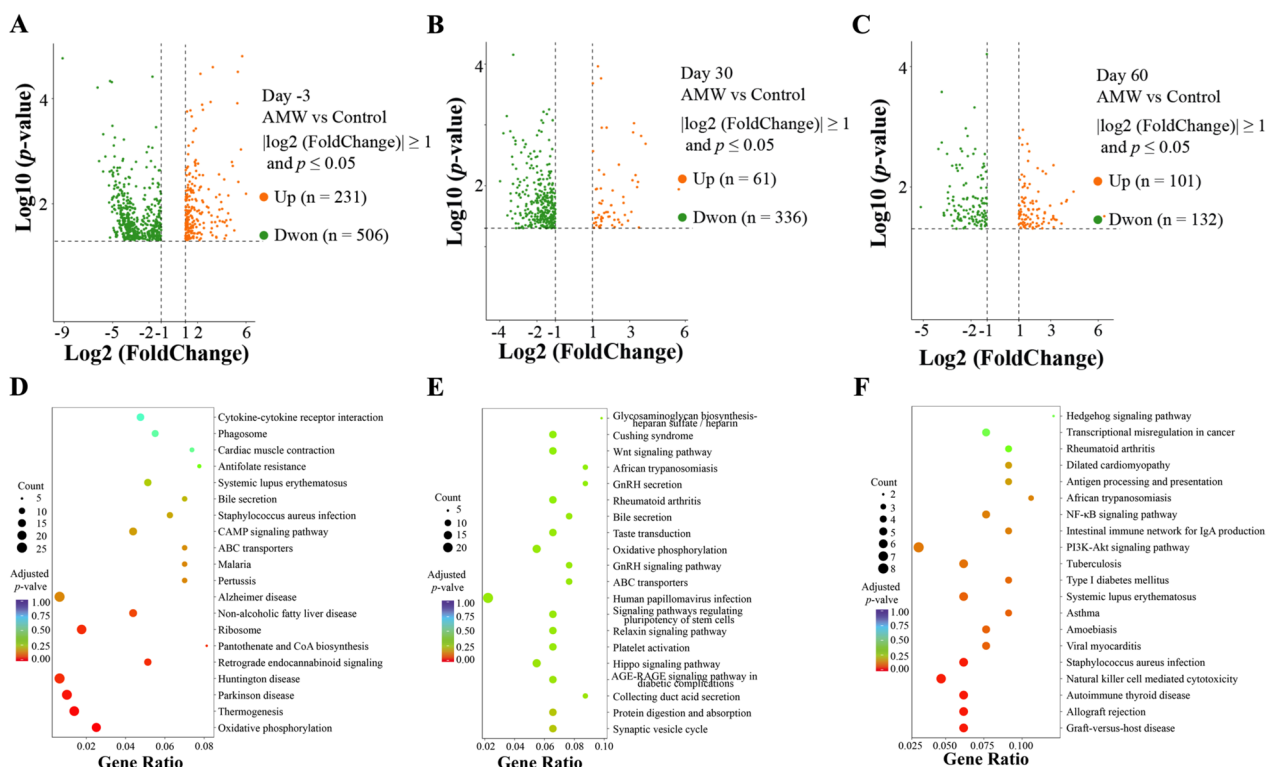 A
Log10 (p-value)
4
2
-9
-5
-2
-1
1
2
6
Log2 (FoldChange)
Day -3
AMW vs Control
|log2 (FoldChange)| ≥ 1
and p ≤ 0.05
Up (n = 231)
Dwon (n = 506)
B
Log10 (p-value)
4
2
-4
-2
-1
1
2
4
6
Log2 (FoldChange)
Day 30
AMW vs Control
|log2 (FoldChange)| ≥ 1
and p ≤ 0.05
Up (n = 61)
Dwon (n = 336)
C
Log10 (p-value)
4
2
-5
-3
-1
1
3
6
Log2 (FoldChange)
Day 60
AMW vs Control
|log2 (FoldChange)| ≥ 1
and p ≤ 0.05
Up (n = 101)
Dwon (n = 132)
D
Count
5
10
15
20
25
Adjusted
p-valve
1.00
0.75
0.50
0.25
0.00
Cytokine-cytokine receptor interaction
Phagosome
Cardiac muscle contraction
Antifolate resistance
Systemic lupus erythematosus
Bile secretion
Staphylococcus aureus infection
CAMP signaling pathway
ABC transporters
Malaria
Pertussis
Alzheimer disease
Non-alcoholic fatty liver disease
Ribosome
Pantothenate and CoA biosynthesis
Retrograde endocannabinoid signaling
Huntington disease
Parkinson disease
Thermogenesis
Oxidative phosphorylation
0.02
0.04
0.06
0.08
Gene Ratio
E
Count
5
10
15
20
Adjusted
p-valve
1.00
0.75
0.50
0.25
0.00
Glycosaminoglycan biosynthesis-
heparan sulfate / heparin
Cushing syndrome
Wnt signaling pathway
African trypanosomiasis
GnRH secretion
Rheumatoid arthritis
Bile secretion
Taste transduction
Oxidative phosphorylation
GnRH signaling pathway
ABC transporters
Human papillomavirus infection
Signaling pathways regulating
pluripotency of stem cells
Relaxin signaling pathway
Platelet activation
Hippo signaling pathway
AGE-RAGE signaling pathway in
diabetic complications
Collecting duct acid secretion
Protein digestion and absorption
Synaptic vesicle cycle
0.02
0.04
0.06
0.08
0.10
Gene Ratio
F
Count
2
3
4
5
6
7
8
Adjusted
p-valve
1.00
0.75
0.50
0.25
0.00
Hedgehog signaling pathway
Transcriptional misregulation in cancer
Rheumatoid arthritis
Dilated cardiomyopathy
Antigen processing and presentation
African trypanosomiasis
NF-κB signaling pathway
Intestinal immune network for IgA production
PI3K-Akt signaling pathway
Tuberculosis
Type I diabetes mellitus
Systemic lupus erythematosus
Asthma
Amoebiasis
Viral myocarditis
Staphylococcus aureus infection
Natural killer cell mediated cytotoxicity
Autoimmune thyroid disease
Allograft rejection
Graft-versus-host disease
0.025
0.050
0.075
0.100
Gene Ratio